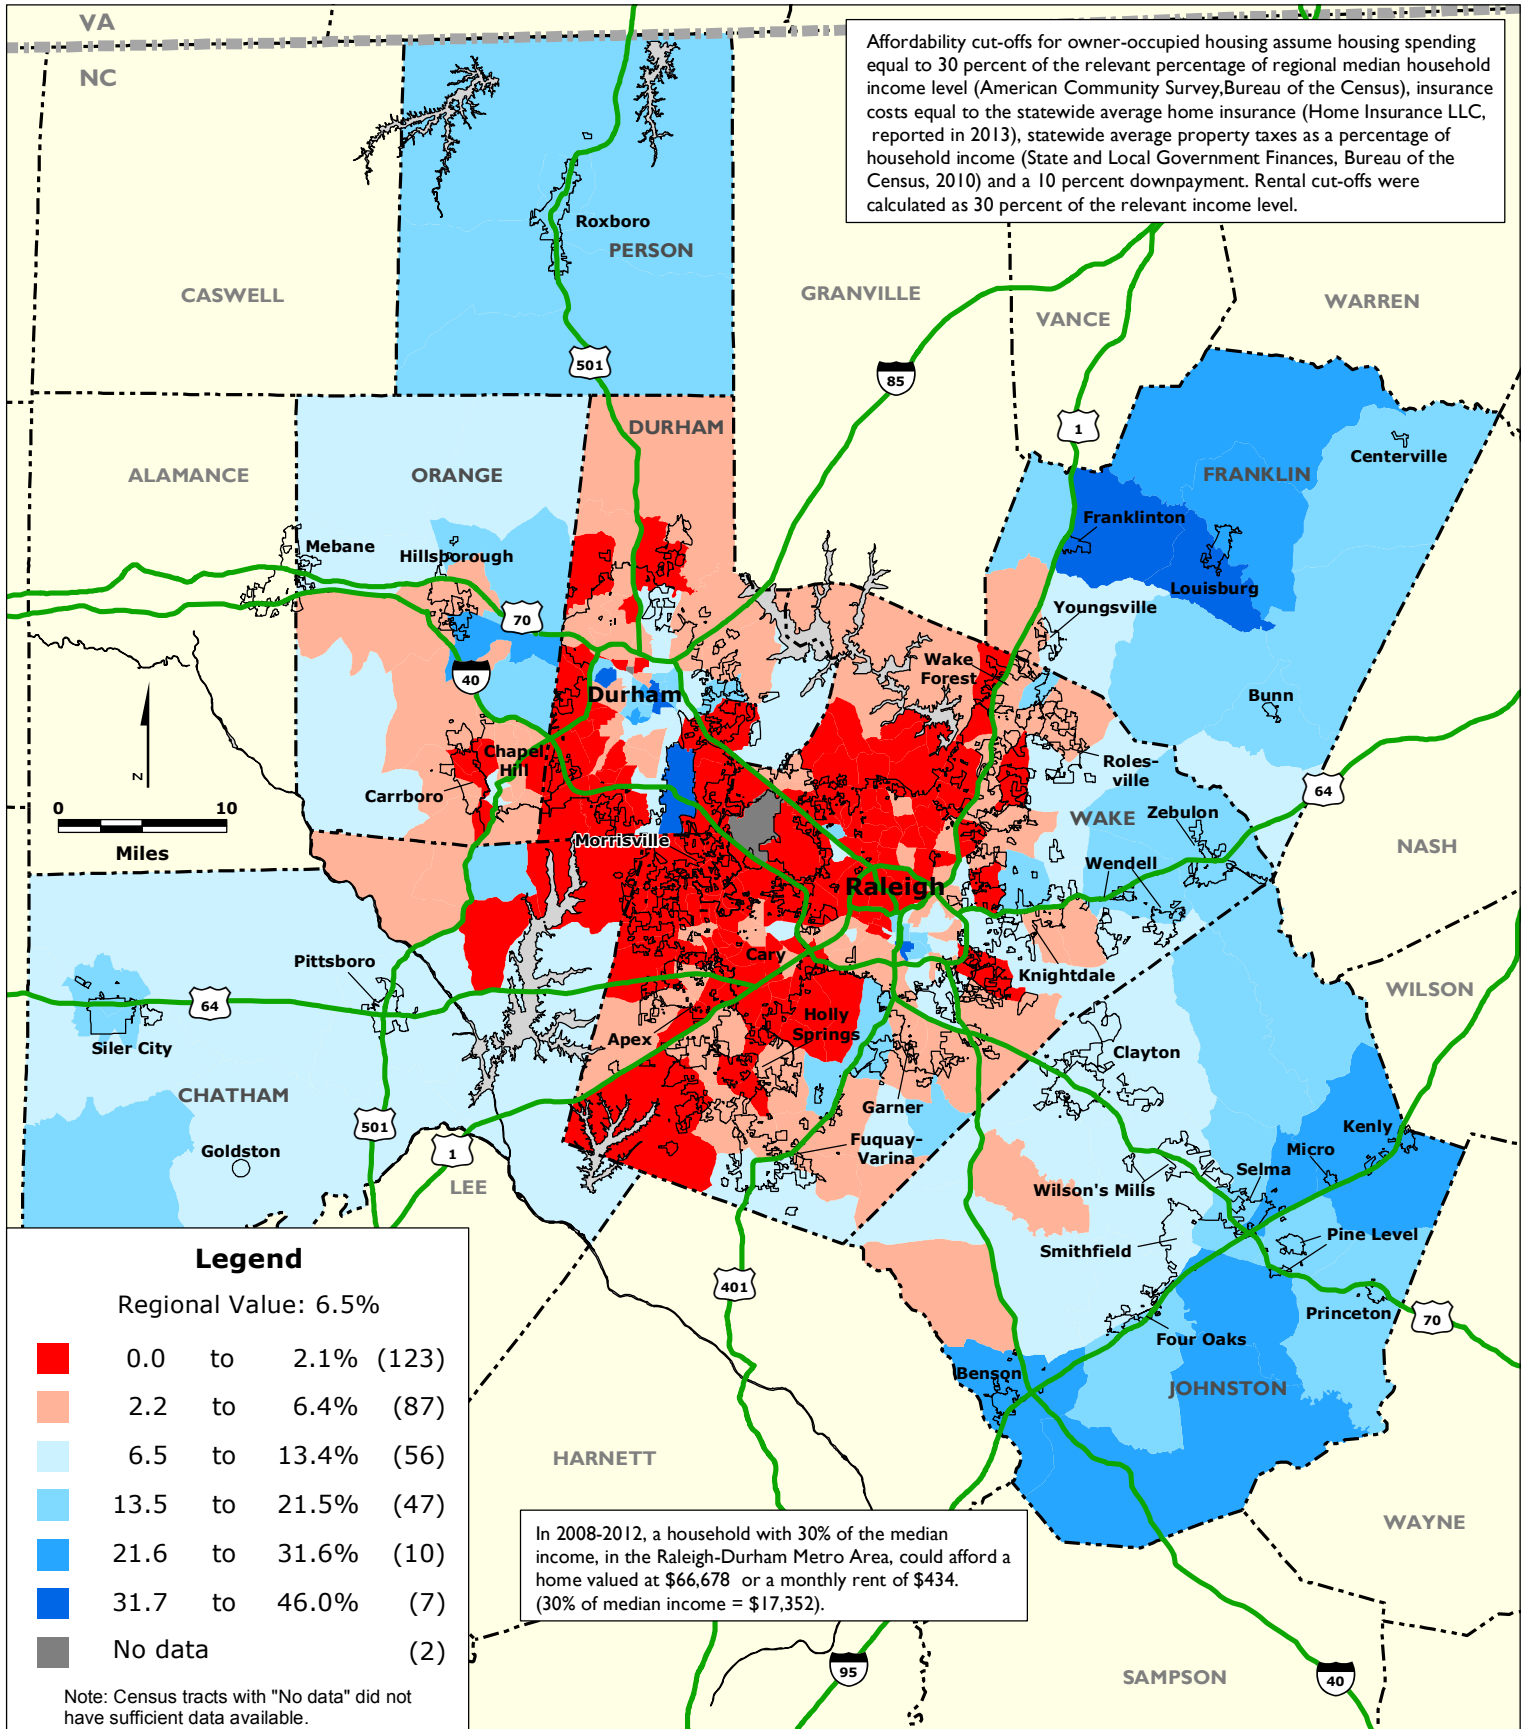 VA
NC
Affordability cut-offs for owner-occupied housing assume housing spending
equal to 30 percent of the relevant percentage of regional median household
income level (American Community Survey,Bureau of the Census), insurance
costs equal to the statewide average home insurance (Home Insurance LLC,
reported in 2013), statewide average property taxes as a percentage of
household income (State and Local Government Finances, Bureau of the
Census, 2010) and a 10 percent downpayment. Rental cut-offs were
calculated as 30 percent of the relevant income level.
Roxboro
PERSON
CASWELL
GRANVILLE
VANCE
WARREN
501
85
1
DURHAM
ALAMANCE
ORANGE
Centerville
FRANKLIN
Franklinton
Mebane
Hillsborough
Louisburg
Youngsville
70
Wake
Forest
40
Durham
Bunn
Chapel
Hill
Carrboro
N
0 10
Miles
Roles-
ville
64
WAKE
Zebulon
Morrisville
Wendell
NASH
Raleigh
Pittsboro
Cary
Knightdale
64
WILSON
Siler City
Apex
Holly
Springs
Clayton
CHATHAM
Garner
501
1
Goldston
LEE
Fuquay-
Varina
Kenly
Micro
Selma
Wilson's Mills
Smithfield
Pine Level
401
Princeton
70
Four Oaks
Benson
JOHNSTON
HARNETT
WAYNE
SAMPSON
95
40
Legend
Regional Value: 6.5%
0.0 to 2.1% (123)
2.2 to 6.4% (87)
6.5 to 13.4% (56)
13.5 to 21.5% (47)
21.6 to 31.6% (10)
31.7 to 46.0% (7)
No data (2)
Note: Census tracts with "No data" did not
have sufficient data available.
In 2008-2012, a household with 30% of the median
income, in the Raleigh-Durham Metro Area, could afford a
home valued at $66,678 or a monthly rent of $434.
(30% of median income = $17,352).